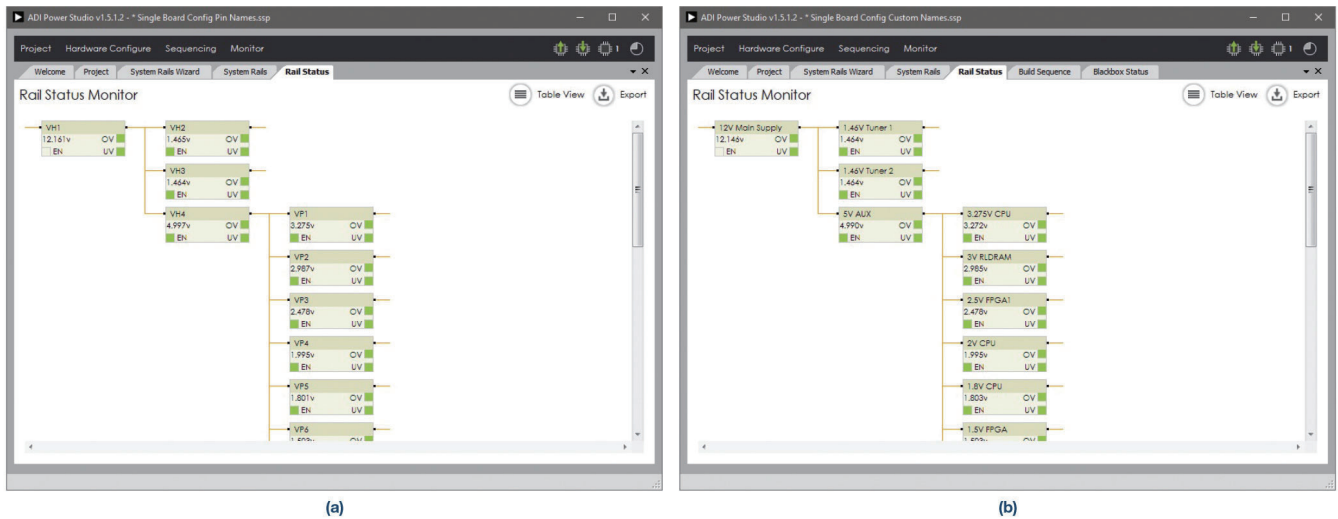 ADI Power Studio v1.5.1.2 - * Single Board Config Pin Names.ssp
Project Hardware Configure Sequencing Monitor 1
Welcome Project System Rails Wizard System Rails Rail Status
Rail Status Monitor Table View Export
VH1
12.161v OV
EN UV
VH2
1.465v OV
EN UV
VH3
1.464v OV
EN UV
VH4
4.997v OV
EN UV
VP1
3.275v OV
EN UV
VP2
2.987v OV
EN UV
VP3
2.478v OV
EN UV
VP4
1.995v OV
EN UV
VP5
1.801v OV
EN UV
VP6
(a)
ADI Power Studio v1.5.1.2 - * Single Board Config Custom Names.ssp
Project Hardware Configure Sequencing Monitor 1
Welcome Project System Rails Wizard System Rails Rail Status Build Sequence Blackbox Status
Rail Status Monitor Table View Export
12V Main Supply
12.146v OV
EN UV
1.46V Tuner 1
1.464v OV
EN UV
1.46V Tuner 2
1.464v OV
EN UV
5V AUX
4.990v OV
EN UV
3.275V CPU
3.272v OV
EN UV
3V RLDRAM
2.985v OV
EN UV
2.5V FPGA1
2.478v OV
EN UV
2V CPU
1.995v OV
EN UV
1.8V CPU
1.803v OV
EN UV
1.5V FPGA
(b)